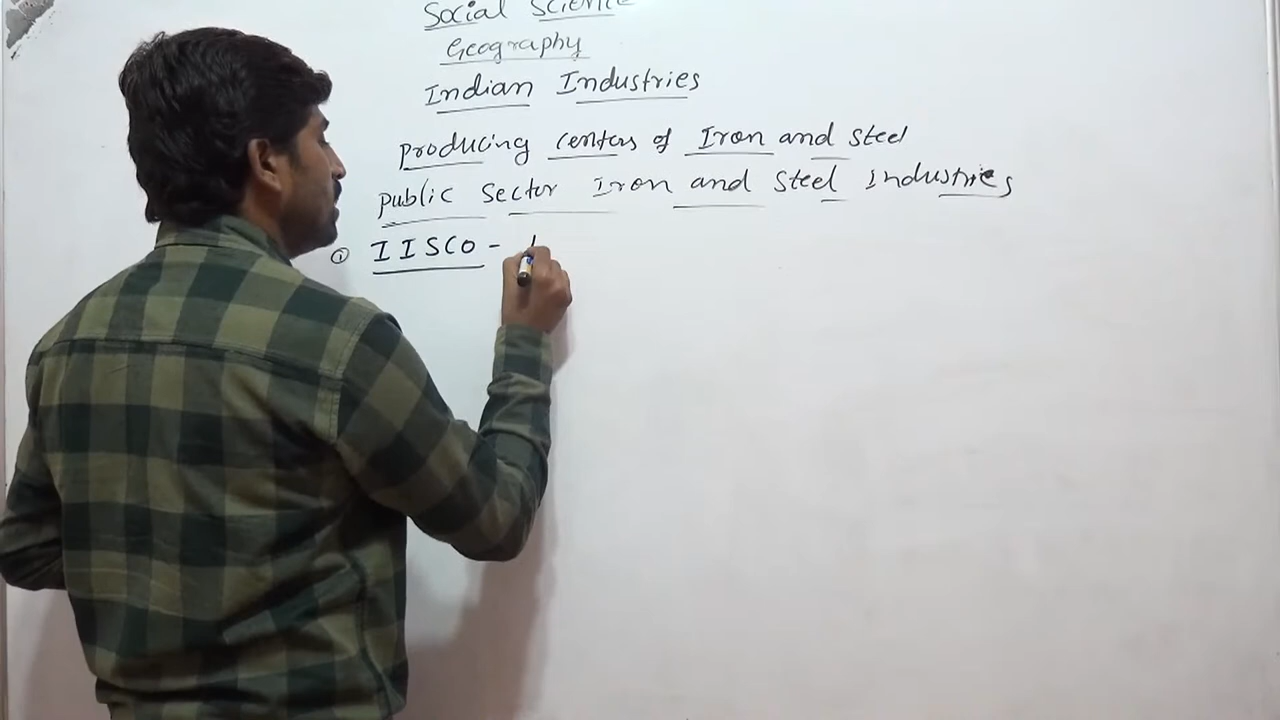 Social Science
Geography
Indian Industries
Producing centers of Iron and Steel
Public Sector Iron and Steel Industries
① IISCO -